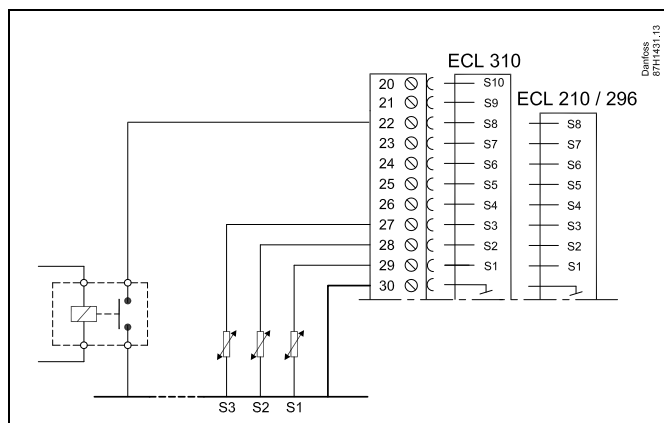 Danfoss
87H1431.13
ECL 310
ECL 210 / 296
20 S10
21 S9
22 S8 S8
23 S7 S7
24 S6 S6
25 S5 S5
26 S4 S4
27 S3 S3
28 S2 S2
29 S1 S1
30
S3 S2 S1